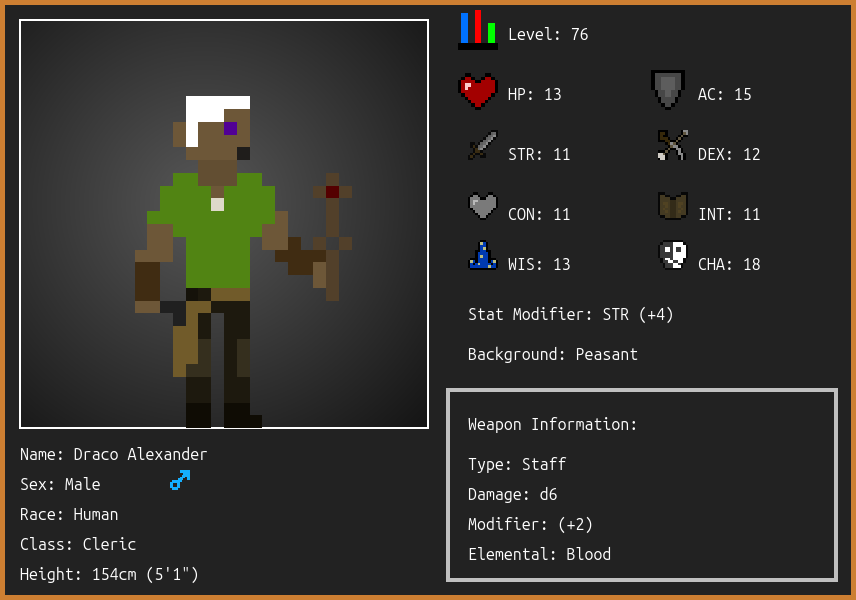 Level: 76
HP: 13
AC: 15
STR: 11
DEX: 12
CON: 11
INT: 11
WIS: 13
CHA: 18
Stat Modifier: STR (+4)
Background: Peasant
Weapon Information:
Type: Staff
Damage: d6
Modifier: (+2)
Elemental: Blood
Name: Draco Alexander
Sex: Male
Race: Human
Class: Cleric
Height: 154cm (5'1")